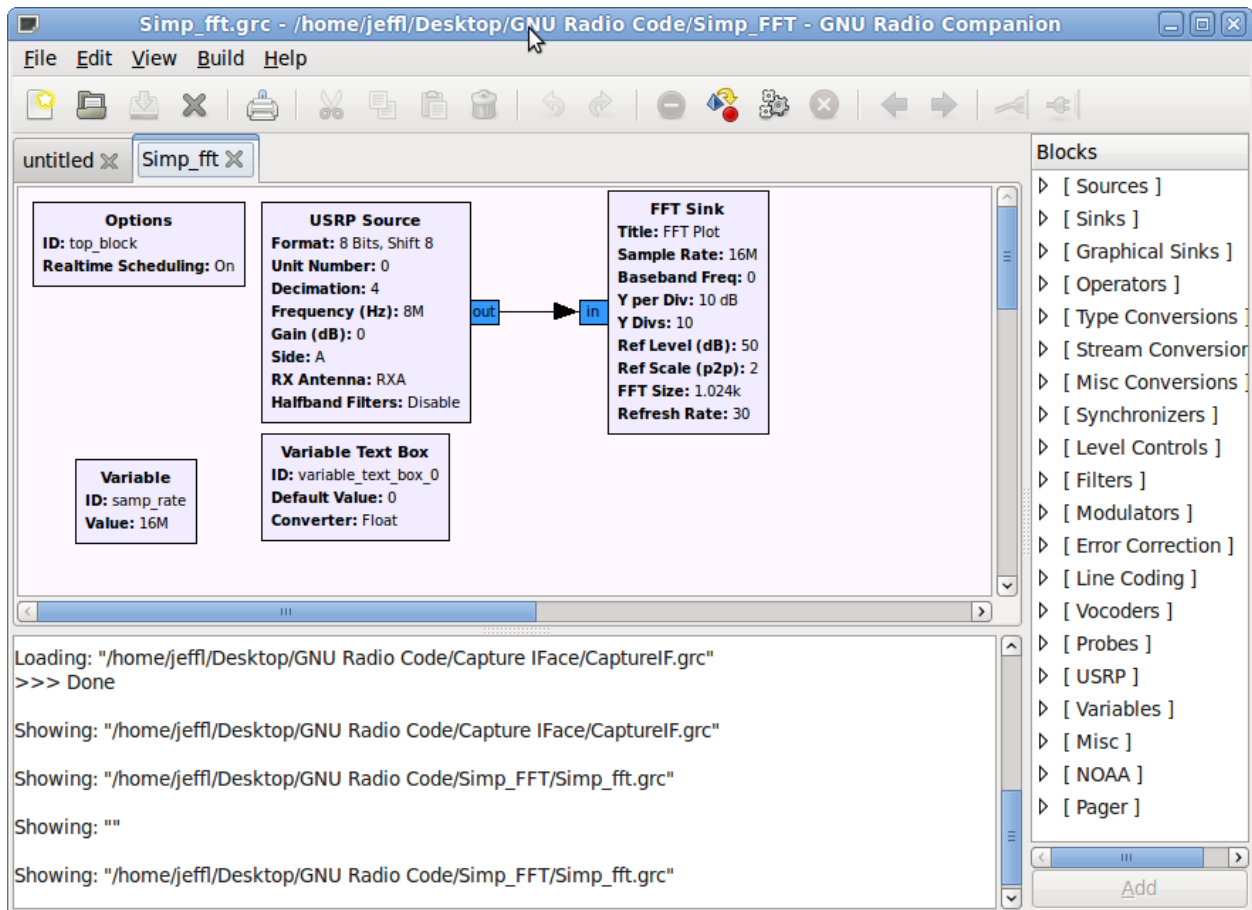 Simp_fft.grc - /home/jeffl/Desktop/GNU Radio Code/Simp_FFT - GNU Radio Companion
File Edit View Build Help
untitled
Simp_fft
Options
ID: top_block
Realtime Scheduling: On
USRP Source
Format: 8 Bits, Shift 8
Unit Number: 0
Decimation: 4
Frequency (Hz): 8M
Gain (dB): 0
Side: A
RX Antenna: RXA
Halfband Filters: Disable
out
in
FFT Sink
Title: FFT Plot
Sample Rate: 16M
Baseband Freq: 0
Y per Div: 10 dB
Y Divs: 10
Ref Level (dB): 50
Ref Scale (p2p): 2
FFT Size: 1.024k
Refresh Rate: 30
Variable
ID: samp_rate
Value: 16M
Variable Text Box
ID: variable_text_box_0
Default Value: 0
Converter: Float
Loading: "/home/jeffl/Desktop/GNU Radio Code/Capture IFace/CaptureIF.grc"
>>> Done
Showing: "/home/jeffl/Desktop/GNU Radio Code/Capture IFace/CaptureIF.grc"
Showing: "/home/jeffl/Desktop/GNU Radio Code/Simp_FFT/Simp_fft.grc"
Showing: ""
Showing: "/home/jeffl/Desktop/GNU Radio Code/Simp_FFT/Simp_fft.grc"
Blocks
[ Sources ]
[ Sinks ]
[ Graphical Sinks ]
[ Operators ]
[ Type Conversions
[ Stream Conversior
[ Misc Conversions ]
[ Synchronizers ]
[ Level Controls ]
[ Filters ]
[ Modulators ]
[ Error Correction ]
[ Line Coding ]
[ Vocoders ]
[ Probes ]
[ USRP ]
[ Variables ]
[ Misc ]
[ NOAA ]
[ Pager ]
Add